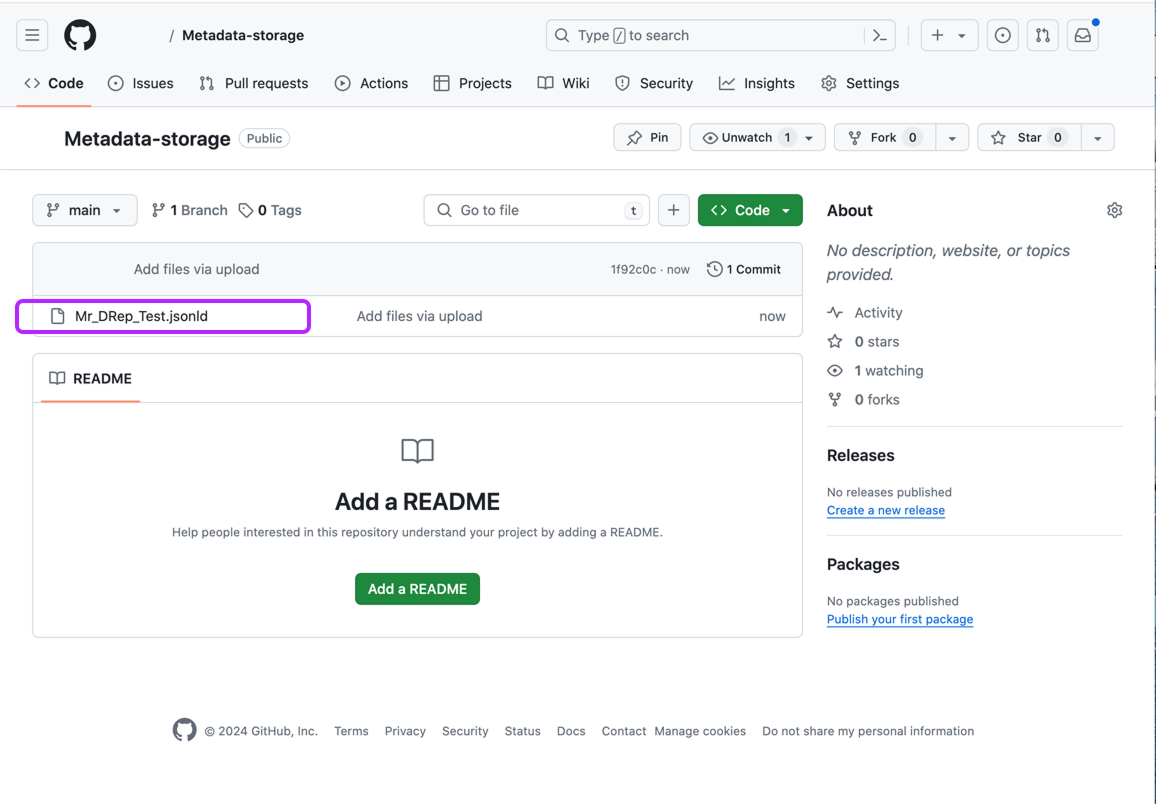 / Metadata-storage
Type / to search
Code Issues Pull requests Actions Projects Wiki Security Insights Settings
Metadata-storage Public
Pin Unwatch 1 Fork 0 Star 0
main 1 Branch 0 Tags Go to file t Code
Add files via upload 1f92c0c · now 1 Commit
Mr_DRep_Test.jsonld Add files via upload now
README
Add a README
Help people interested in this repository understand your project by adding a README.
Add a README
About
No description, website, or topics
provided.
Activity
0 stars
1 watching
0 forks
Releases
No releases published
Create a new release
Packages
No packages published
Publish your first package
© 2024 GitHub, Inc. Terms Privacy Security Status Docs Contact Manage cookies Do not share my personal information